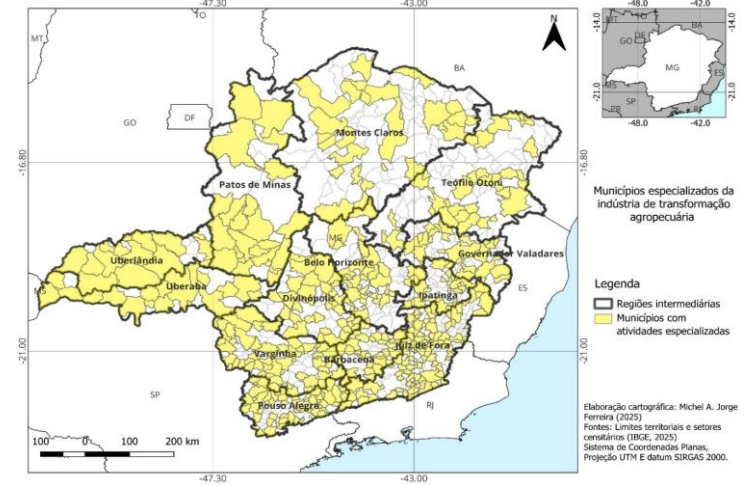 -47.30
-43.00
TO
MT
N
BA
GO
DF
Montes Claros
-16.80
-16.80
Patos de Minas
Teófilo Otoni
MG
Uberlândia
Belo Horizonte
Governador Valadares
Uberaba
MS
Divinópolis
Ipatinga
ES
-21.00
-21.00
Juiz de Fora
Varginha
Barbacena
SP
Pouso Alegre
RJ
100 0 100 200 km
-47.30
-43.00
-48.0
-42.0
-14.0
-14.0
MT
TO
BA
DF
GO
MG
ES
MS
-21.0
-21.0
SP
PR
RJ
-48.0
-42.0
Municípios especializados da
indústria de transformação
agropecuária
Legenda
Regiões intermediárias
Municípios com
atividades especializadas
Elaboração cartográfica: Michel A. Jorge
Ferreira (2025)
Fontes: Limites territoriais e setores
censitários (IBGE, 2025)
Sistema de Coordenadas Planas,
Projeção UTM E datum SIRGAS 2000.